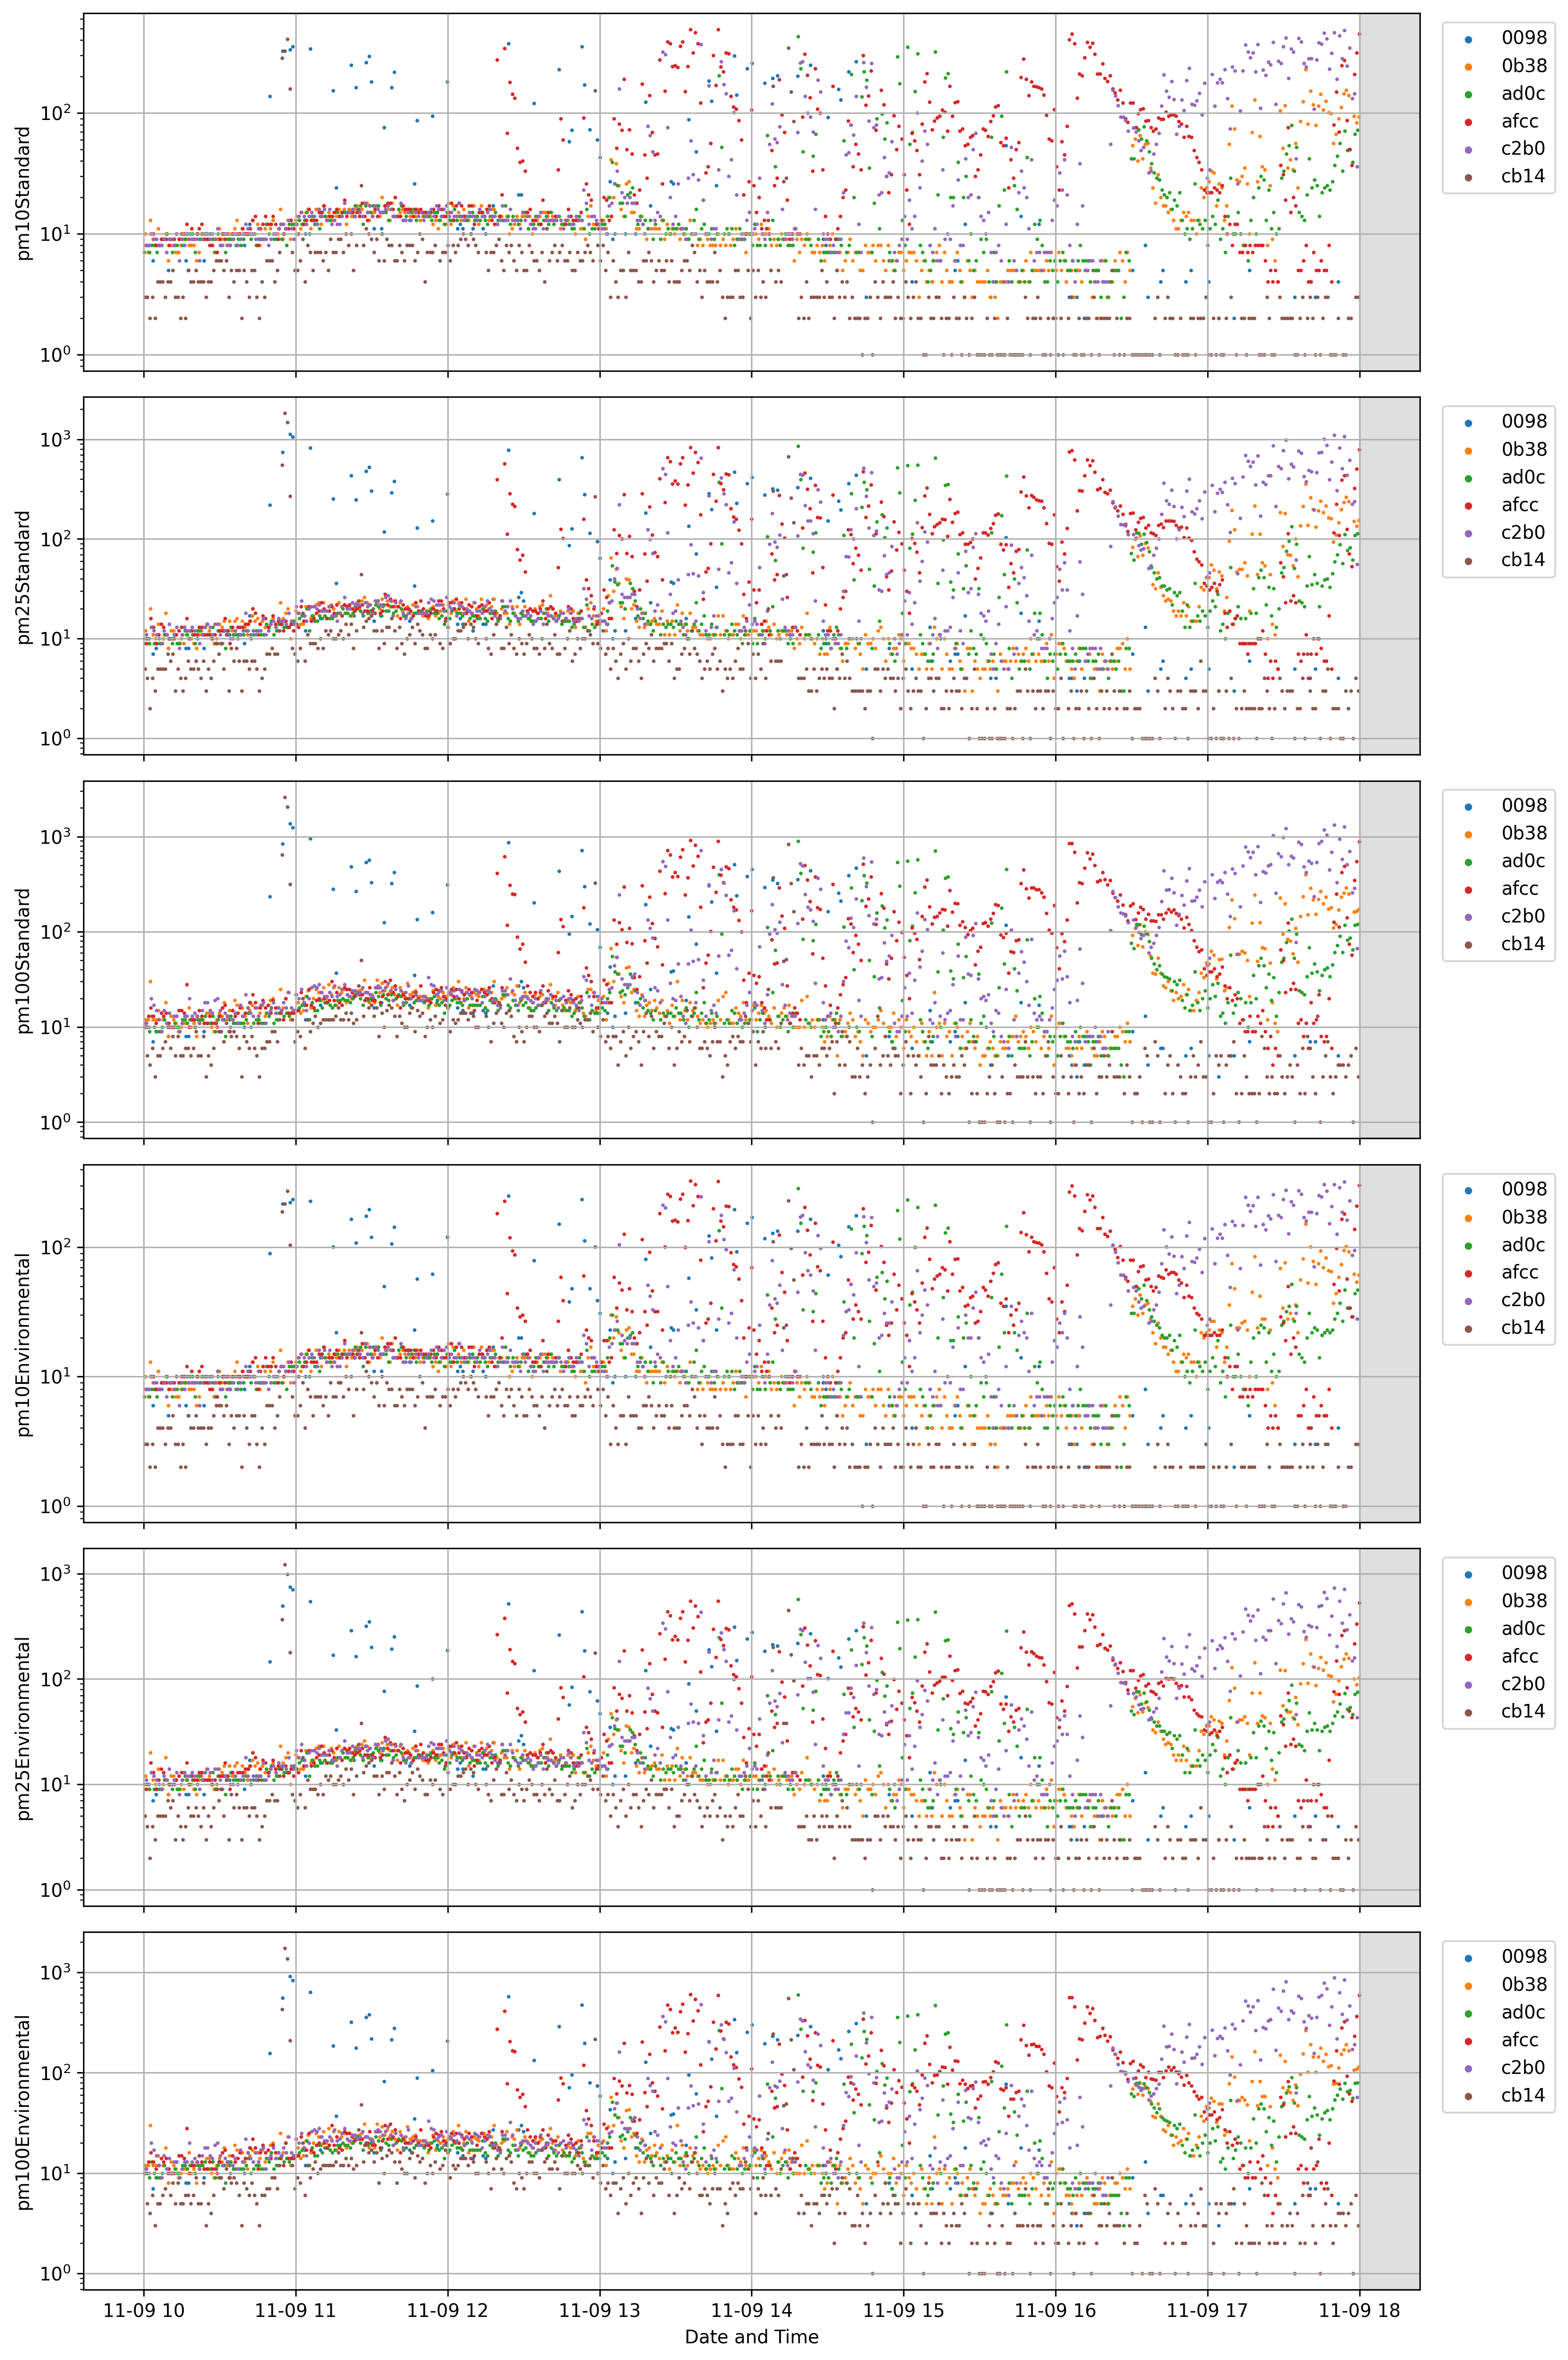 pm10Standard
10²
10¹
10⁰
0098
0b38
ad0c
afcc
c2b0
cb14
pm25Standard
10³
10²
10¹
10⁰
0098
0b38
ad0c
afcc
c2b0
cb14
pm100Standard
10³
10²
10¹
10⁰
0098
0b38
ad0c
afcc
c2b0
cb14
pm10Environmental
10²
10¹
10⁰
0098
0b38
ad0c
afcc
c2b0
cb14
pm25Environmental
10³
10²
10¹
10⁰
0098
0b38
ad0c
afcc
c2b0
cb14
pm100Environmental
10³
10²
10¹
10⁰
0098
0b38
ad0c
afcc
c2b0
cb14
11-09 10 11-09 11 11-09 12 11-09 13 11-09 14 11-09 15 11-09 16 11-09 17 11-09 18
Date and Time